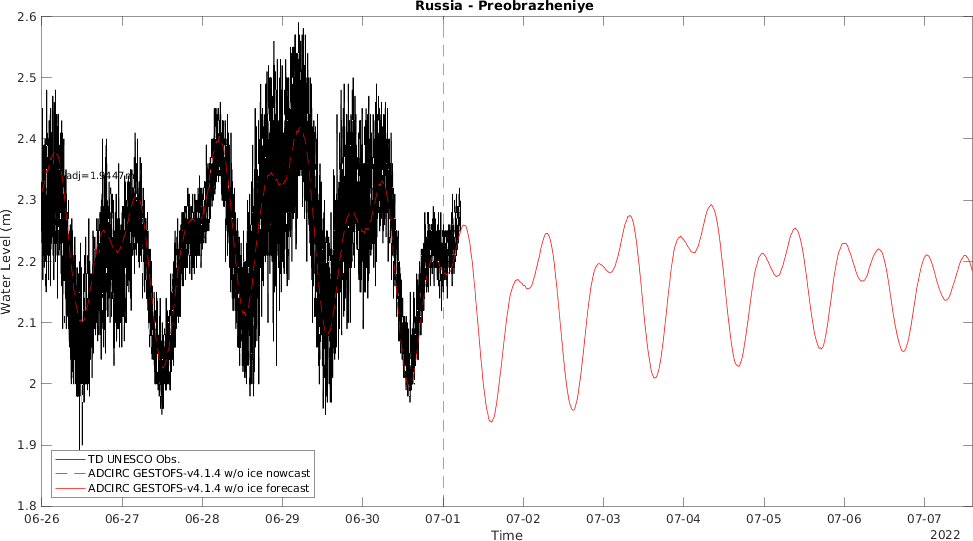 Russia - Preobrazheniye
2.6
2.5
2.4
2.3
2.2
2.1
2
1.9
1.8
Water Level (m)
adj=1.9447m
TD UNESCO Obs.
ADCIRC GESTOFS-v4.1.4 w/o ice nowcast
ADCIRC GESTOFS-v4.1.4 w/o ice forecast
06-26 06-27 06-28 06-29 06-30 07-01 07-02 07-03 07-04 07-05 07-06 07-07
Time
2022